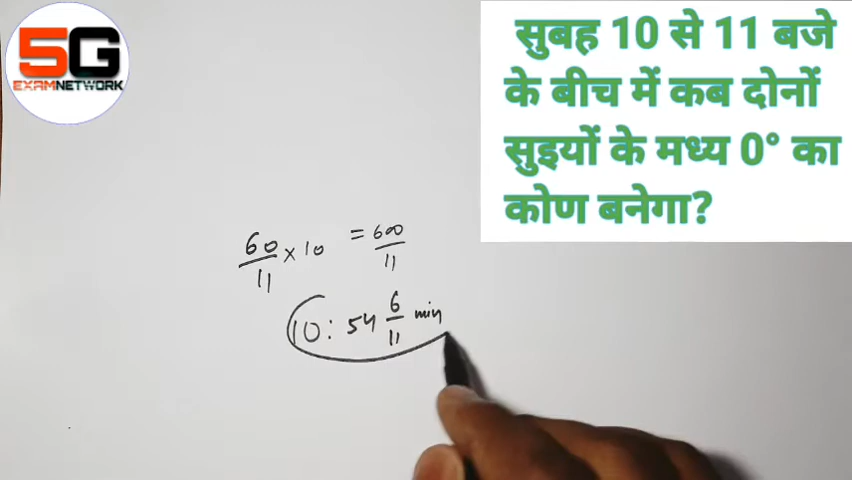 5G
EXAMNETWORK
सुबह 10 से 11 बजे
के बीच में कब दोनों
सुइयों के मध्य 0° का
कोण बनेगा?
60/11 × 10 = 600/11
10 : 54 6/11 min